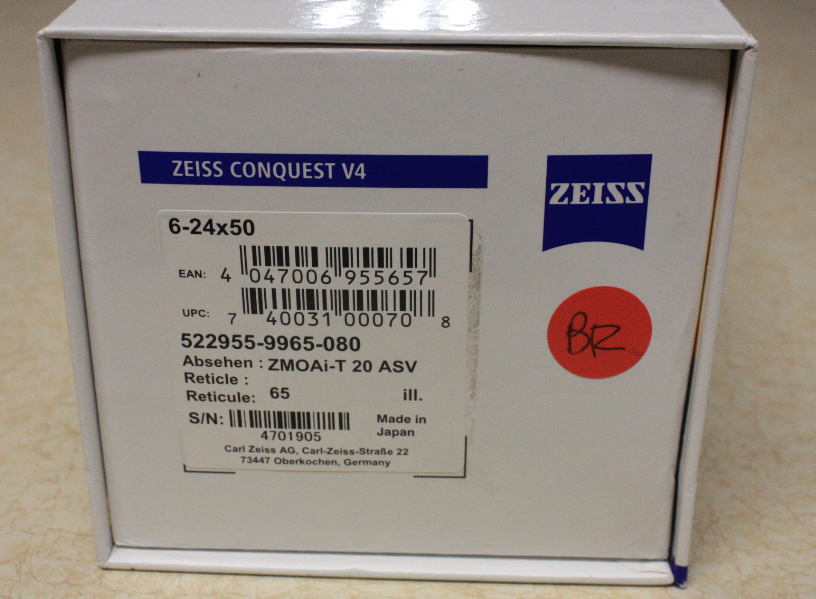 ZEISS CONQUEST V4
ZEISS
6-24x50
EAN: 4 047006 955657
UPC: 7 40031 00070 8
522955-9965-080
Absehen : ZMOAi-T 20 ASV
Reticle :
Reticule: 65 ill.
S/N:
4701905
Made in
Japan
Carl Zeiss AG, Carl-Zeiss-Straße 22
73447 Oberkochen, Germany
BR